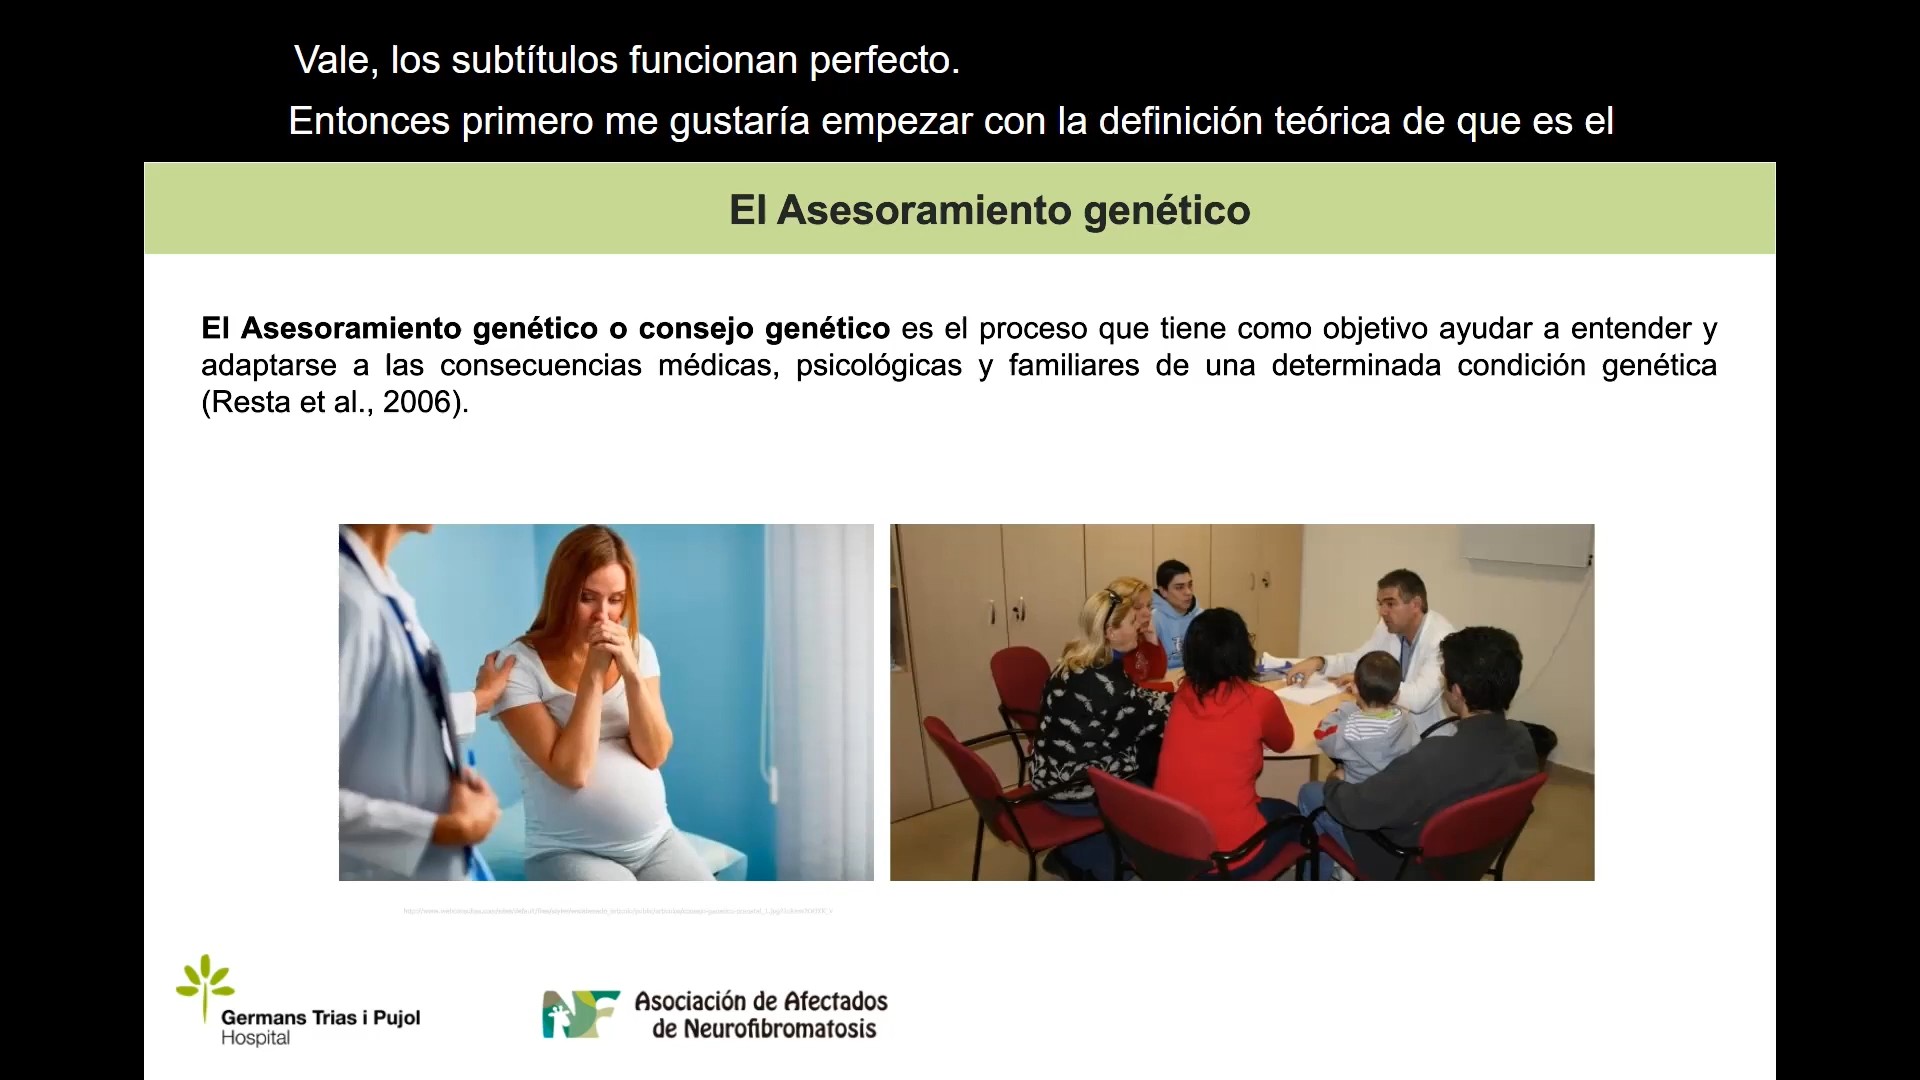 Vale, los subtítulos funcionan perfecto.
Entonces primero me gustaría empezar con la definición teórica de que es el
El Asesoramiento genético
El Asesoramiento genético o consejo genético es el proceso que tiene como objetivo ayudar a entender y
adaptarse a las consecuencias médicas, psicológicas y familiares de una determinada condición genética
(Resta et al., 2006).
Germans Trias i Pujol
Hospital
NF
Asociación de Afectados
de Neurofibromatosis